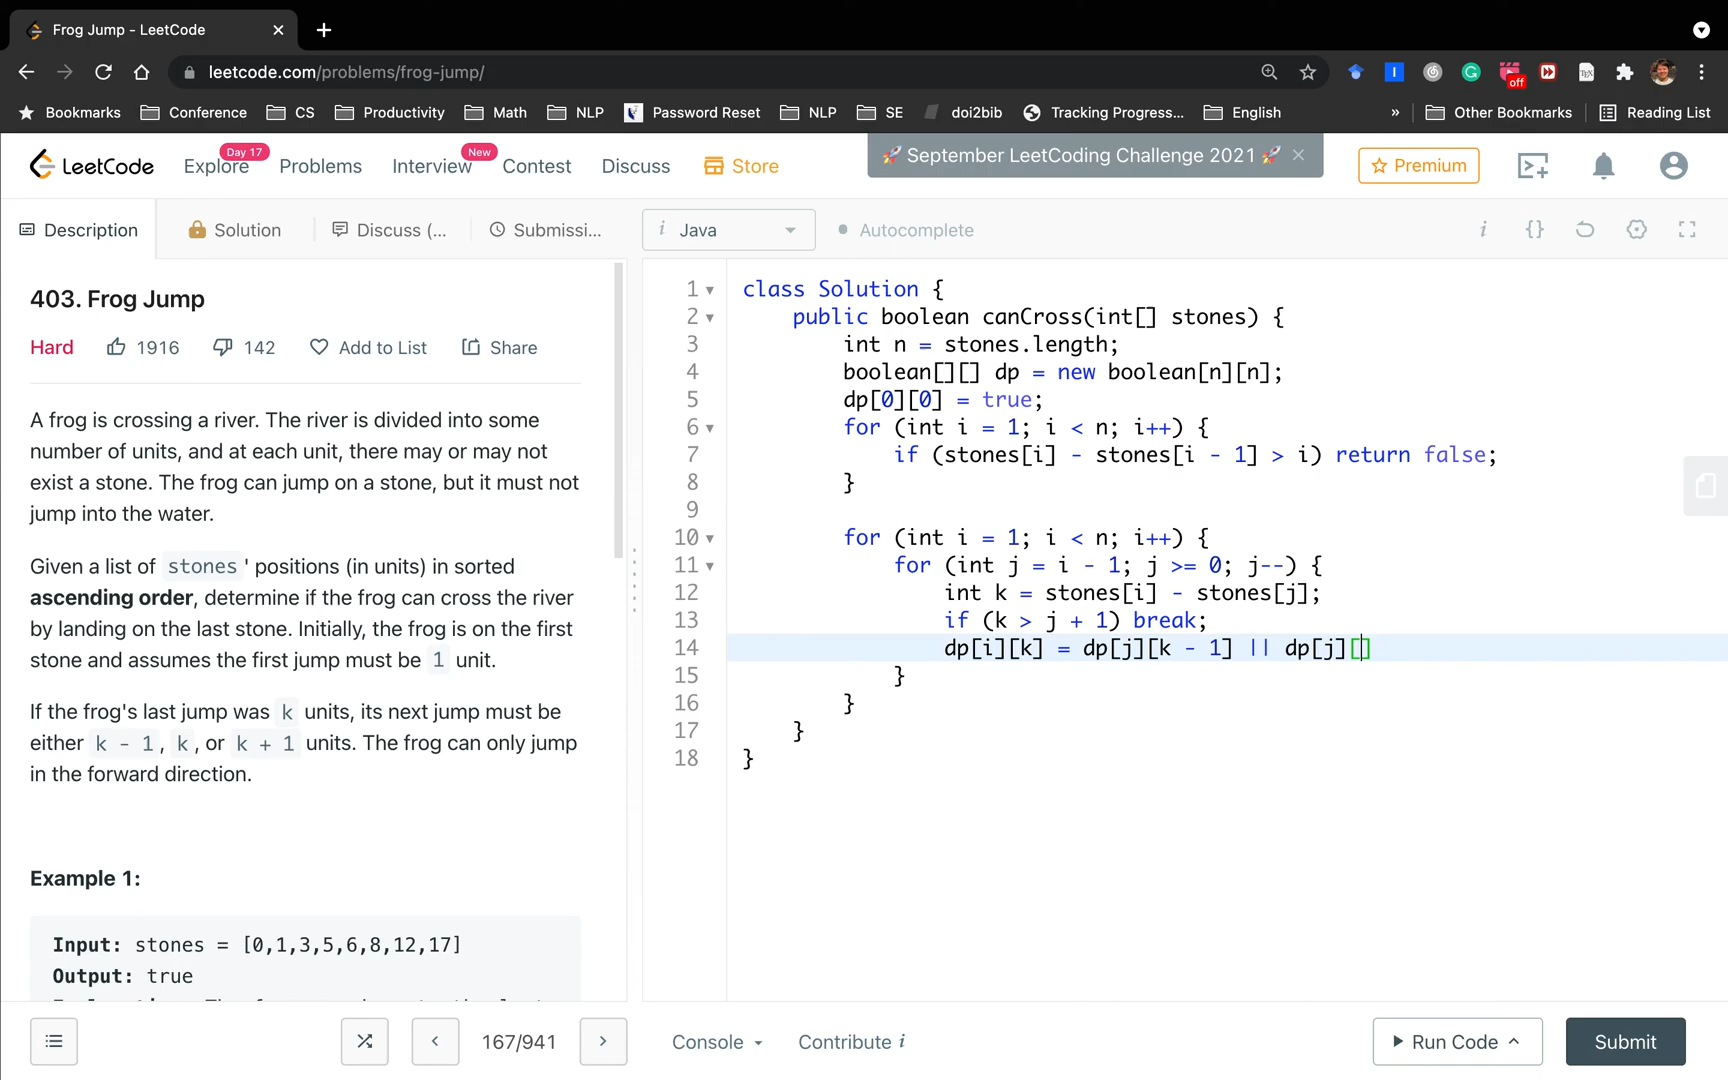 Frog Jump - LeetCode
leetcode.com/problems/frog-jump/
off
Bookmarks Conference CS Productivity Math NLP Password Reset NLP SE doi2bib Tracking Progress... English » Other Bookmarks Reading List
LeetCode Explore Day 17 Problems Interview New Contest Discuss Store 🚀 September LeetCoding Challenge 2021 🚀 Premium
Description Solution Discuss (... Submissi... i Java Autocomplete i {}
403. Frog Jump
Hard 1916 142 Add to List Share
A frog is crossing a river. The river is divided into some
number of units, and at each unit, there may or may not
exist a stone. The frog can jump on a stone, but it must not
jump into the water.
Given a list of stones ' positions (in units) in sorted
ascending order, determine if the frog can cross the river
by landing on the last stone. Initially, the frog is on the first
stone and assumes the first jump must be 1 unit.
If the frog's last jump was k units, its next jump must be
either k - 1, k, or k + 1 units. The frog can only jump
in the forward direction.
Example 1:
Input: stones = [0,1,3,5,6,8,12,17]
Output: true
1 class Solution {
2 public boolean canCross(int[] stones) {
3 int n = stones.length;
4 boolean[][] dp = new boolean[n][n];
5 dp[0][0] = true;
6 for (int i = 1; i < n; i++) {
7 if (stones[i] - stones[i - 1] > i) return false;
8 }
9
10 for (int i = 1; i < n; i++) {
11 for (int j = i - 1; j >= 0; j--) {
12 int k = stones[i] - stones[j];
13 if (k > j + 1) break;
14 dp[i][k] = dp[j][k - 1] || dp[j][]
15 }
16 }
17 }
18 }
167/941 Console Contribute i Run Code Submit